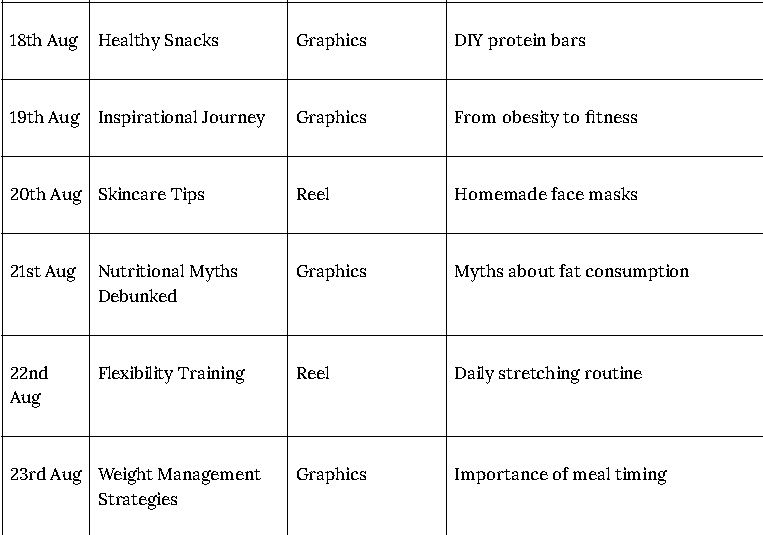 18th Aug Healthy Snacks Graphics DIY protein bars
19th Aug Inspirational Journey Graphics From obesity to fitness
20th Aug Skincare Tips Reel Homemade face masks
21st Aug Nutritional Myths Graphics Myths about fat consumption
Debunked
22nd Flexibility Training Reel Daily stretching routine
Aug
23rd Aug Weight Management Graphics Importance of meal timing
Strategies